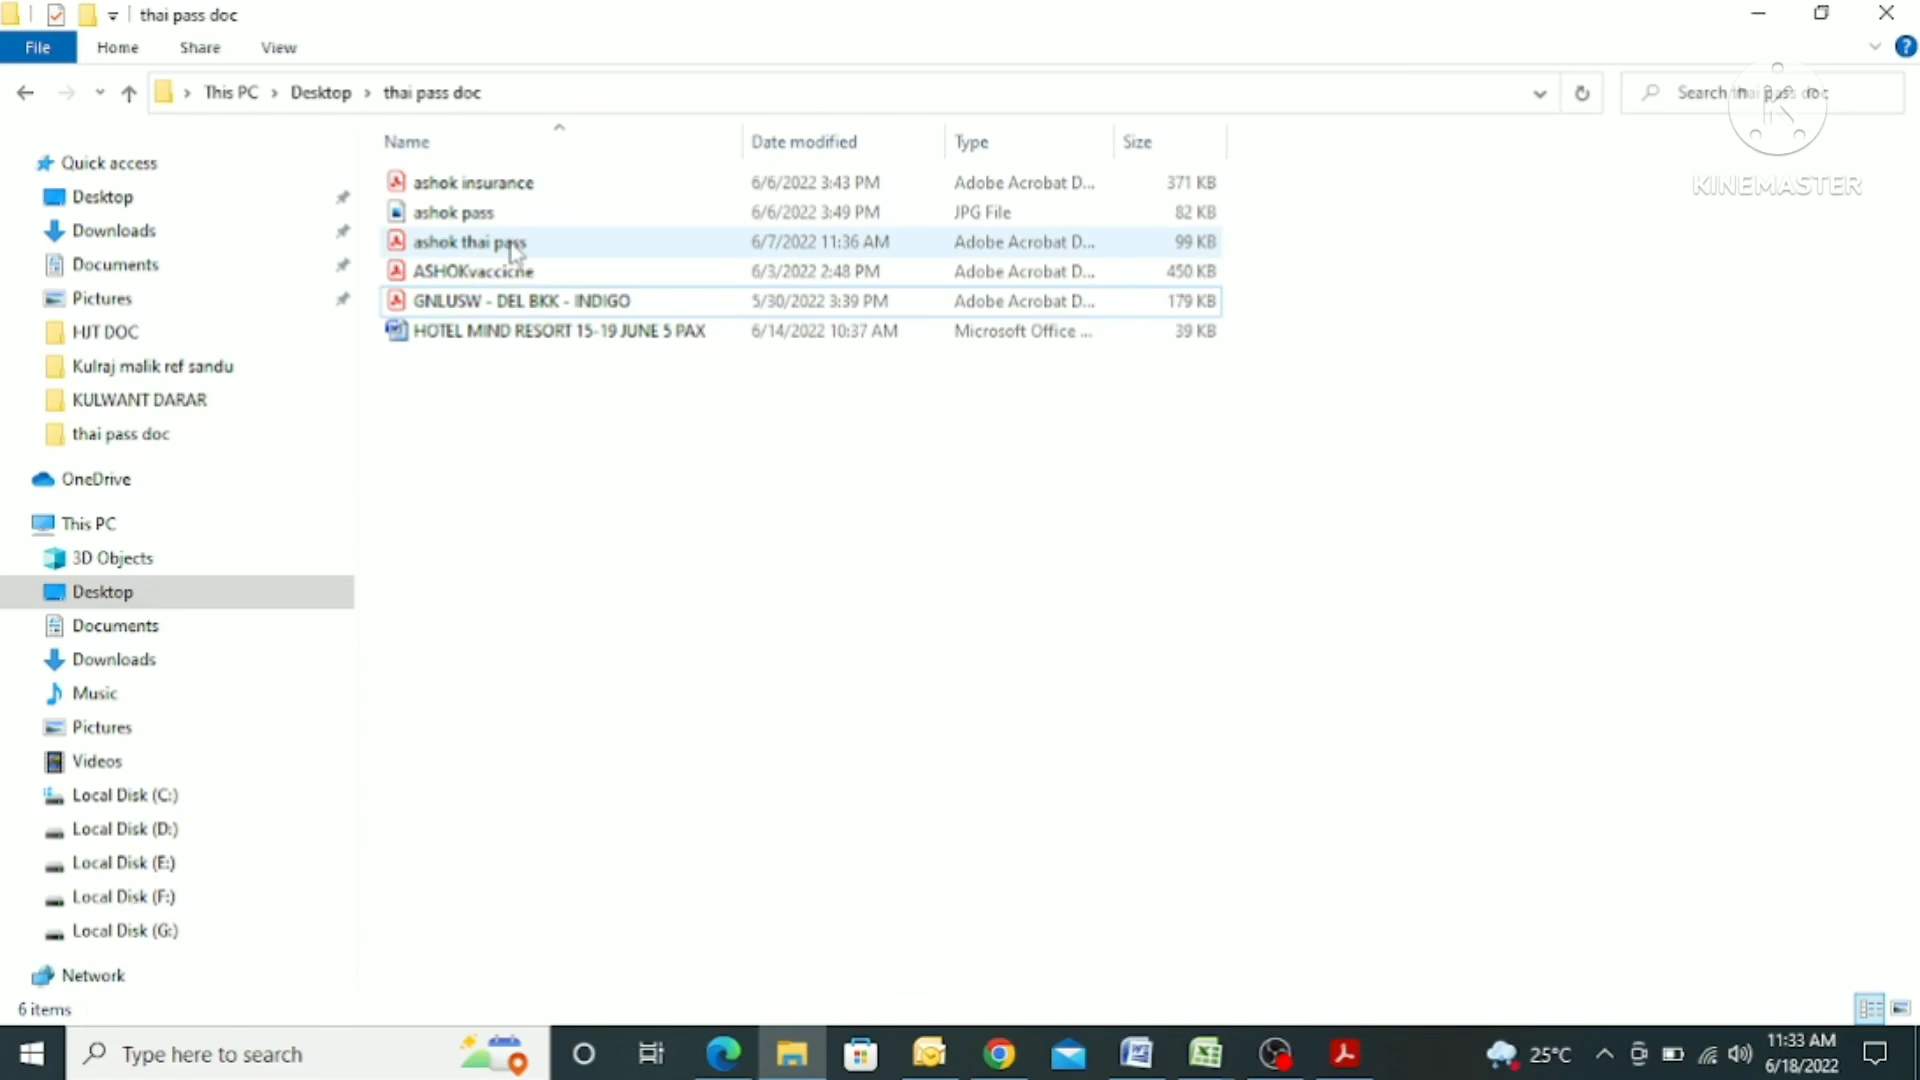 thai pass doc
File Home Share View
This PC Desktop thai pass doc
Search thai pass doc
KINEMASTER
Name Date modified Type Size
ashok insurance 6/6/2022 3:43 PM Adobe Acrobat D... 371 KB
ashok pass 6/6/2022 3:49 PM JPG File 82 KB
ashok thai pass 6/7/2022 11:36 AM Adobe Acrobat D... 99 KB
ASHOKvaccicne 6/3/2022 2:48 PM Adobe Acrobat D... 450 KB
GNLUSW - DEL BKK - INDIGO 5/30/2022 3:39 PM Adobe Acrobat D... 179 KB
HOTEL MIND RESORT 15-19 JUNE 5 PAX 6/14/2022 10:37 AM Microsoft Office ... 39 KB
Quick access
Desktop
Downloads
Documents
Pictures
HJT DOC
Kulraj malik ref sandu
KULWANT DARAR
thai pass doc
OneDrive
This PC
3D Objects
Desktop
Documents
Downloads
Music
Pictures
Videos
Local Disk (C:)
Local Disk (D:)
Local Disk (E:)
Local Disk (F:)
Local Disk (G:)
Network
6 items
Type here to search
25°C
11:33 AM
6/18/2022